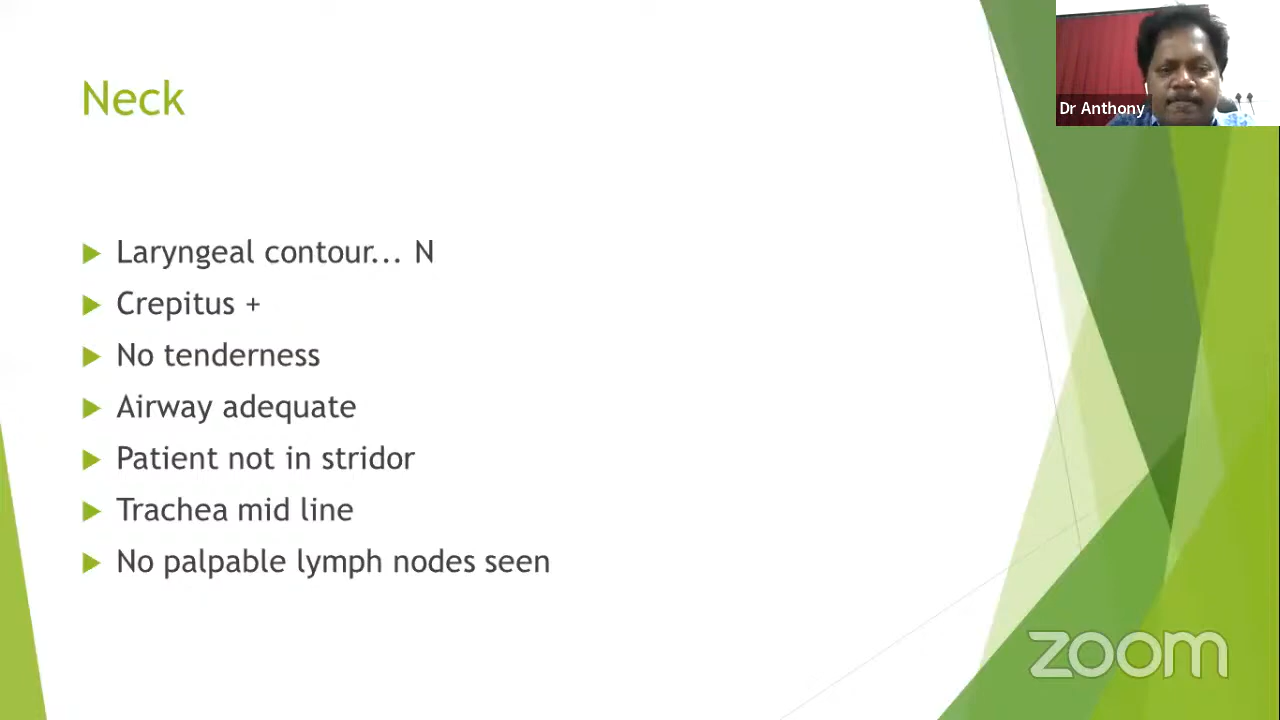 Neck
Laryngeal contour... N
Crepitus +
No tenderness
Airway adequate
Patient not in stridor
Trachea mid line
No palpable lymph nodes seen
Dr Anthony
zoom